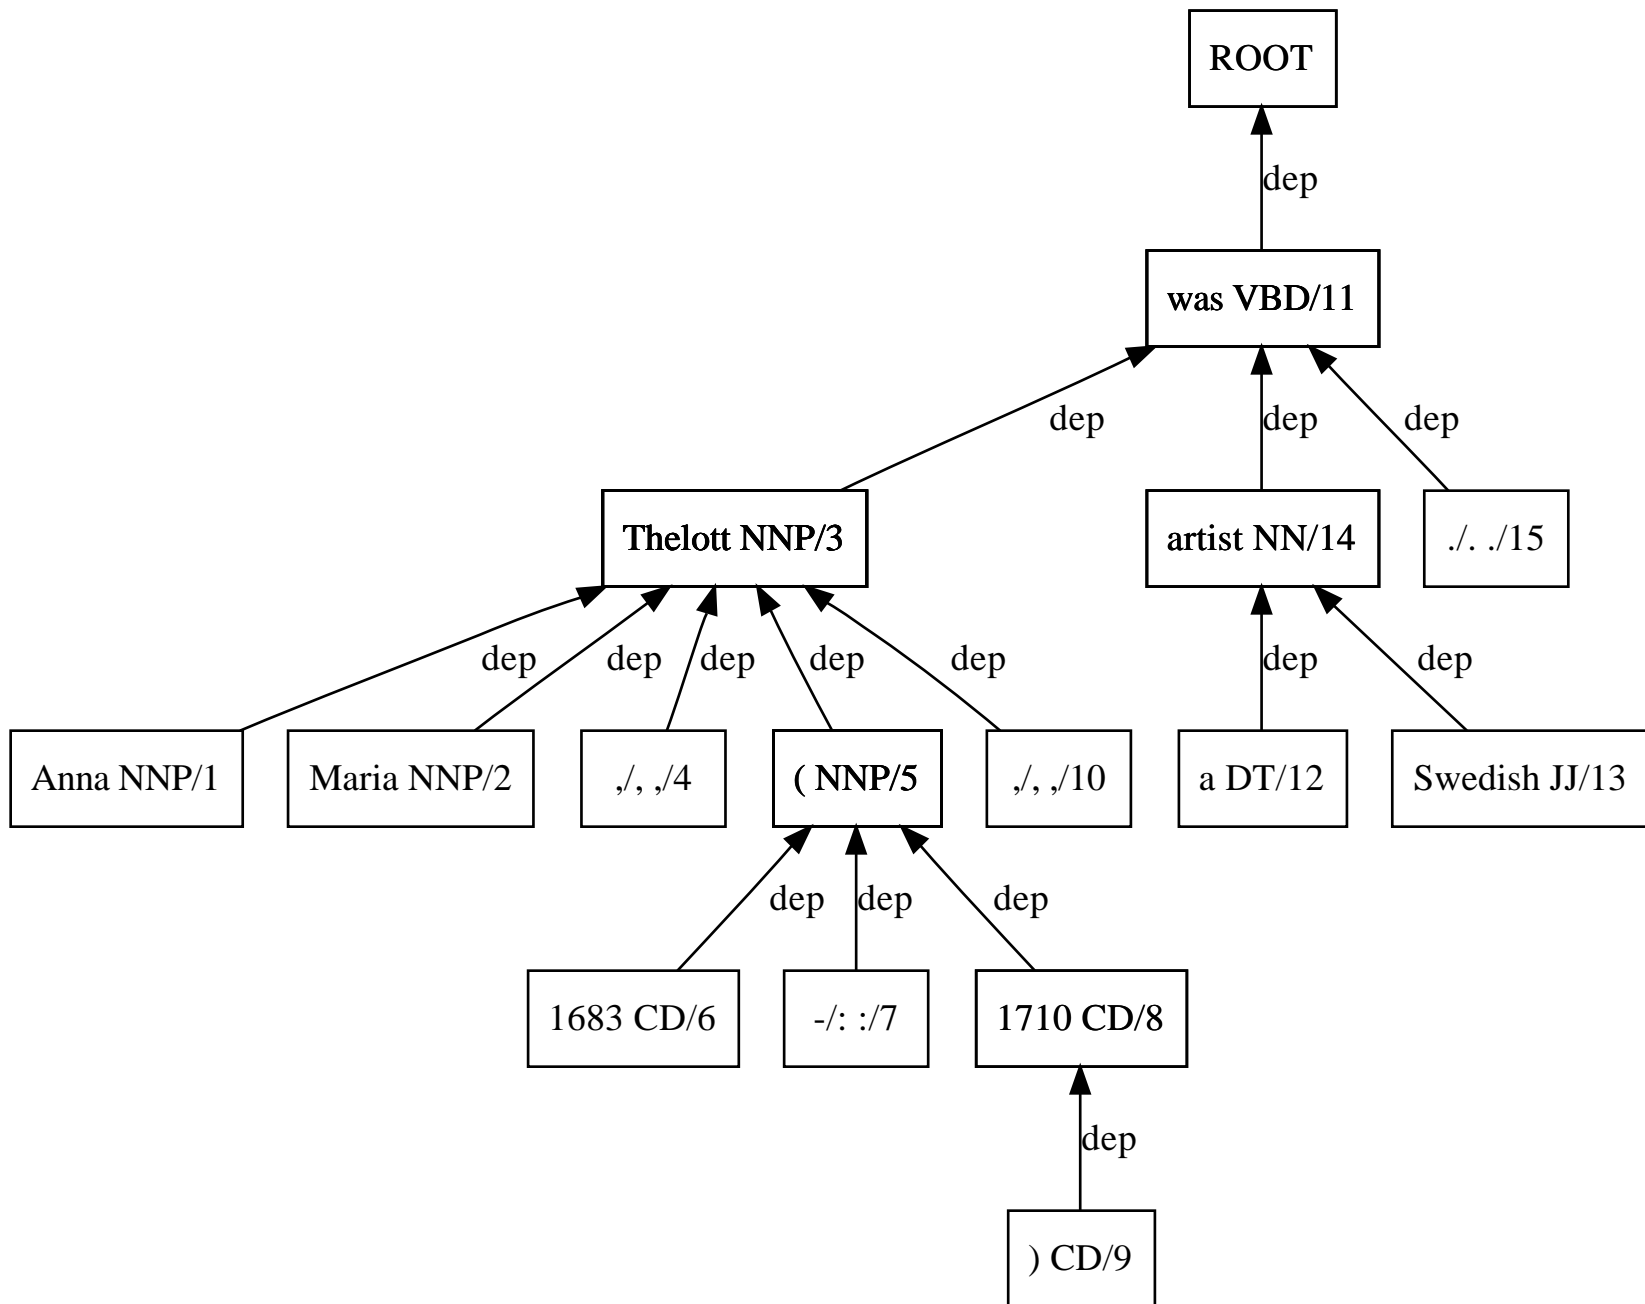 ROOT
dep
was VBD/11
dep dep dep
Thelott NNP/3 artist NN/14 ./. ./15
dep dep dep dep dep dep dep
Anna NNP/1 Maria NNP/2 ,/, ,/4 ( NNP/5 ,/, ,/10 a DT/12 Swedish JJ/13
dep dep dep
1683 CD/6 -/: :/7 1710 CD/8
dep
) CD/9